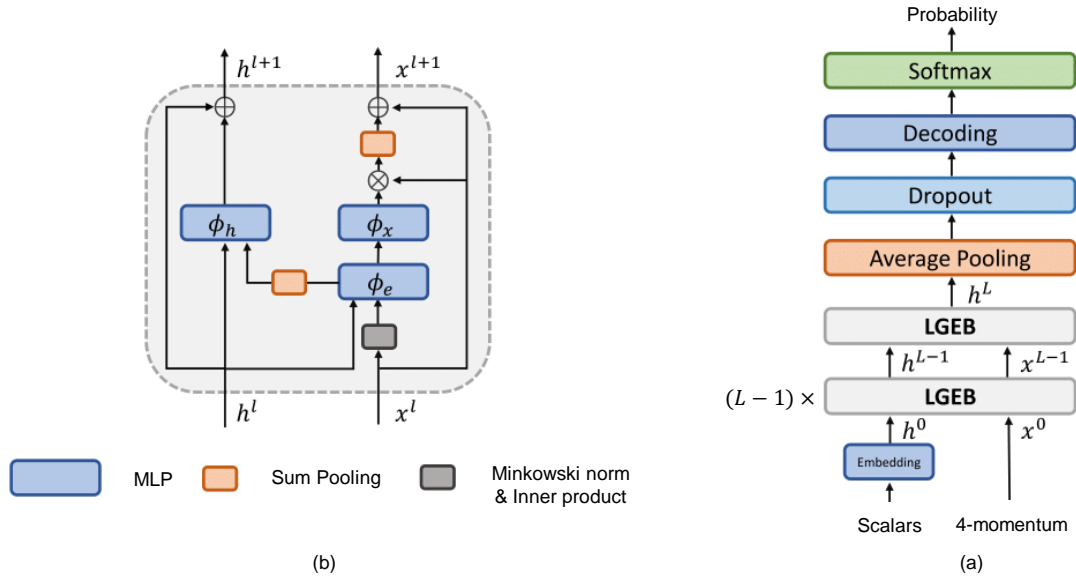 h^{l+1}
x^{l+1}
ϕ_h
ϕ_x
ϕ_e
h^l
x^l
MLP
Sum Pooling
Minkowski norm
& Inner product
(b)
Probability
Softmax
Decoding
Dropout
Average Pooling
h^L
LGEB
h^{L−1}
x^{L−1}
(L − 1) ×
LGEB
h^0
x^0
Embedding
Scalars
4-momentum
(a)